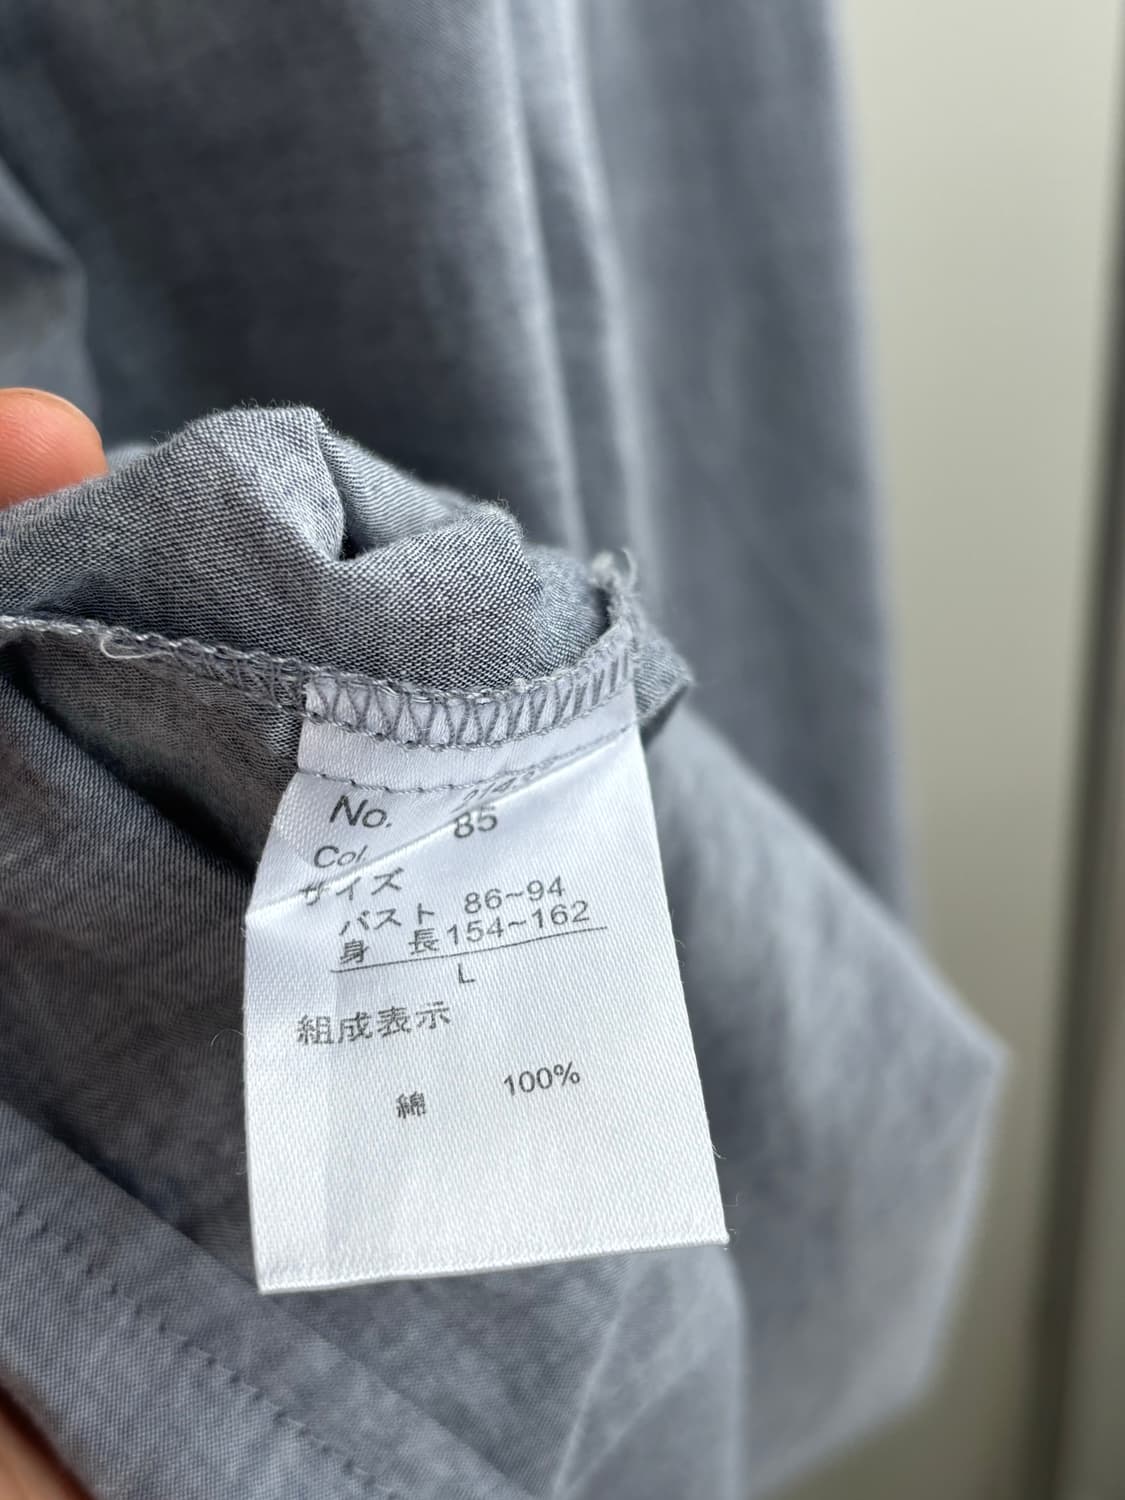 No.
Col. 85
サイズ
バスト 86~94
身 長 154~162
L
組成表示
綿 100%